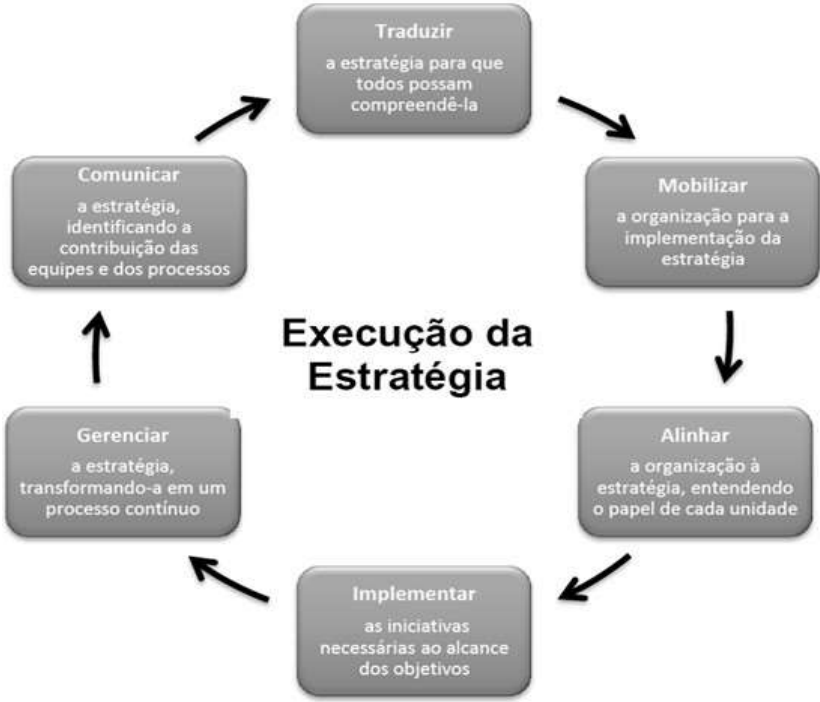 Traduzir
a estratégia para que
todos possam
compreendê-la
Mobilizar
a organização para a
implementação da
estratégia
Alinhar
a organização à
estratégia, entendendo
o papel de cada unidade
Implementar
as iniciativas
necessárias ao alcance
dos objetivos
Gerenciar
a estratégia,
transformando-a em um
processo contínuo
Comunicar
a estratégia,
identificando a
contribuição das
equipes e dos processos
Execução da
Estratégia